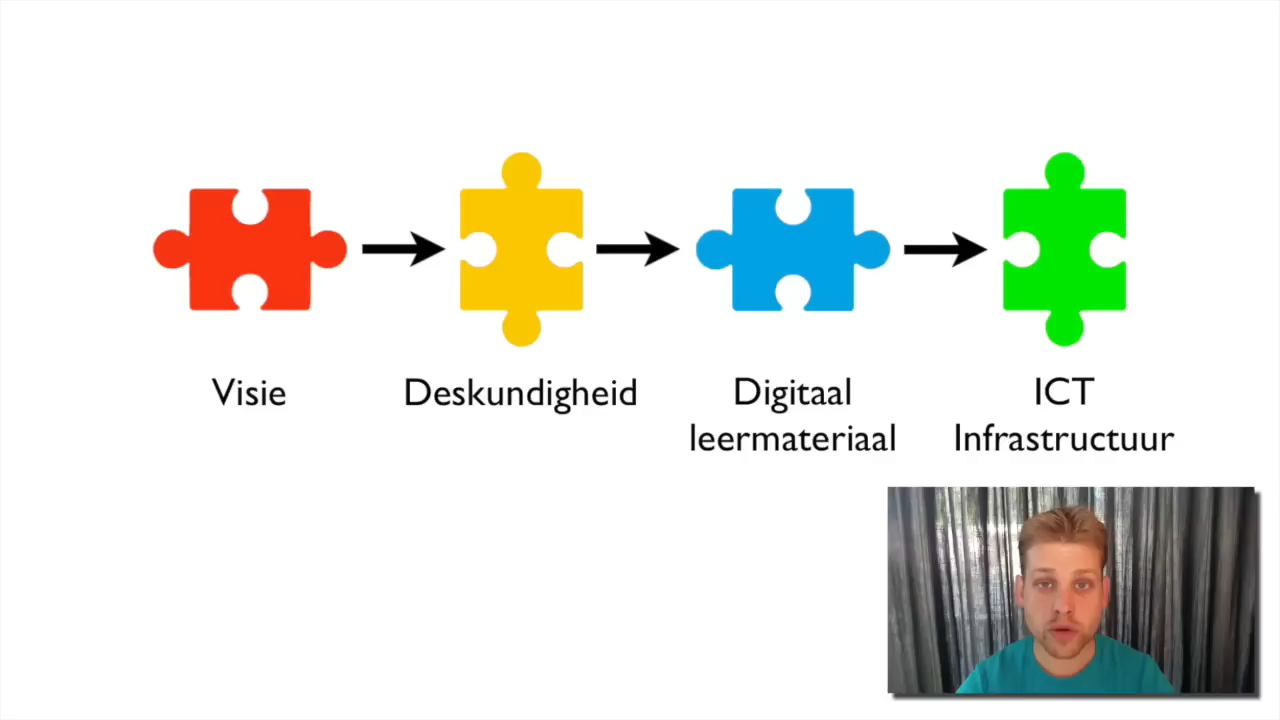 Visie
Deskundigheid
Digitaal
leermateriaal
ICT
Infrastructuur